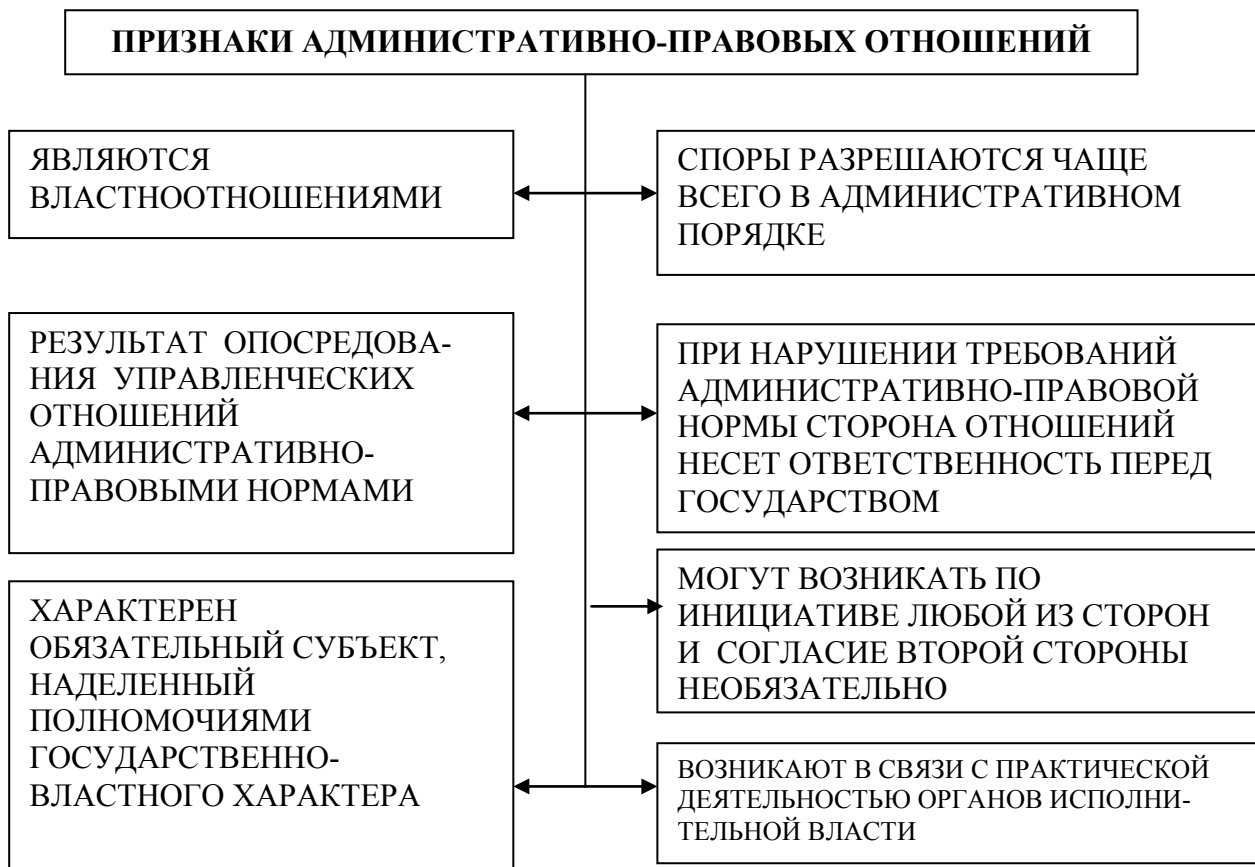 ПРИЗНАКИ АДМИНИСТРАТИВНО-ПРАВОВЫХ ОТНОШЕНИЙ
ЯВЛЯЮТСЯ
ВЛАСТНООТНОШЕНИЯМИ
СПОРЫ РАЗРЕШАЮТСЯ ЧАЩЕ
ВСЕГО В АДМИНИСТРАТИВНОМ
ПОРЯДКЕ
РЕЗУЛЬТАТ ОПОСРЕДОВА-
НИЯ УПРАВЛЕНЧЕСКИХ
ОТНОШЕНИЙ
АДМИНИСТРАТИВНО-
ПРАВОВЫМИ НОРМАМИ
ПРИ НАРУШЕНИИ ТРЕБОВАНИЙ
АДМИНИСТРАТИВНО-ПРАВОВОЙ
НОРМЫ СТОРОНА ОТНОШЕНИЙ
НЕСЕТ ОТВЕТСТВЕННОСТЬ ПЕРЕД
ГОСУДАРСТВОМ
ХАРАКТЕРЕН
ОБЯЗАТЕЛЬНЫЙ СУБЪЕКТ,
НАДЕЛЕННЫЙ
ПОЛНОМОЧИЯМИ
ГОСУДАРСТВЕННО-
ВЛАСТНОГО ХАРАКТЕРА
МОГУТ ВОЗНИКАТЬ ПО
ИНИЦИАТИВЕ ЛЮБОЙ ИЗ СТОРОН
И СОГЛАСИЕ ВТОРОЙ СТОРОНЫ
НЕОБЯЗАТЕЛЬНО
ВОЗНИКАЮТ В СВЯЗИ С ПРАКТИЧЕСКОЙ
ДЕЯТЕЛЬНОСТЬЮ ОРГАНОВ ИСПОЛНИ-
ТЕЛЬНОЙ ВЛАСТИ